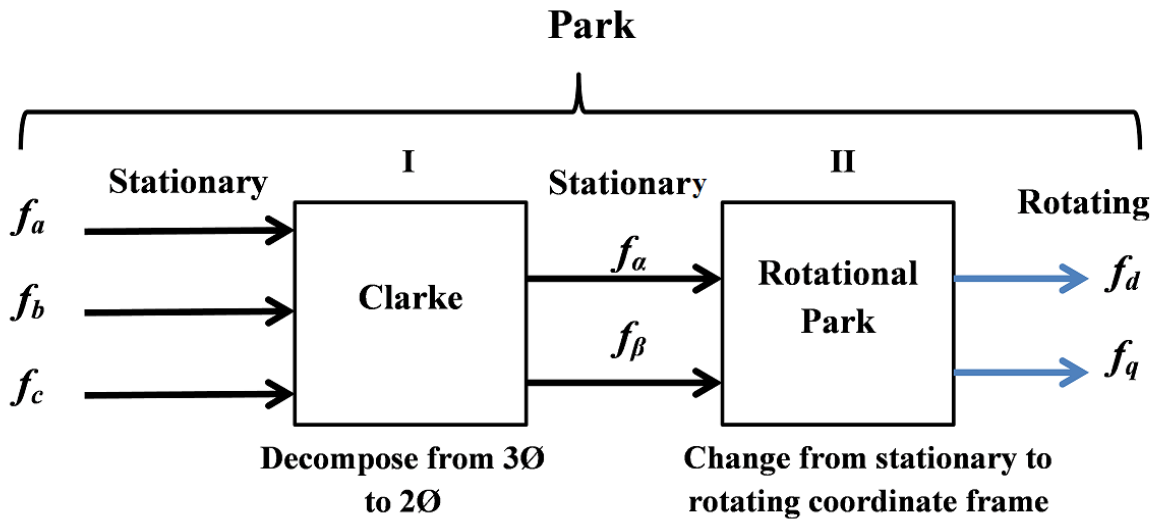 Park
I
II
Stationary
Stationary
Rotating
fa
fb
fc
Clarke
fα
fβ
Rotational
Park
fd
fq
Decompose from 3Ø
to 2Ø
Change from stationary to
rotating coordinate frame